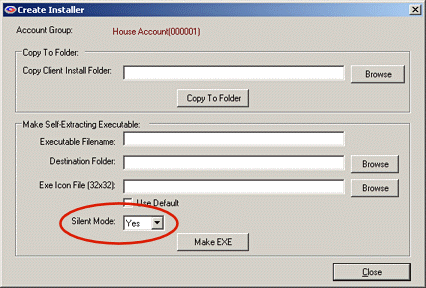 Create Installer
Account Group: House Account(000001)
Copy To Folder:
Copy Client Install Folder: Browse
Copy To Folder
Make Self-Extracting Executable:
Executable Filename:
Destination Folder: Browse
Exe Icon File (32x32): Browse
Use Default
Silent Mode: Yes
Make EXE
Close